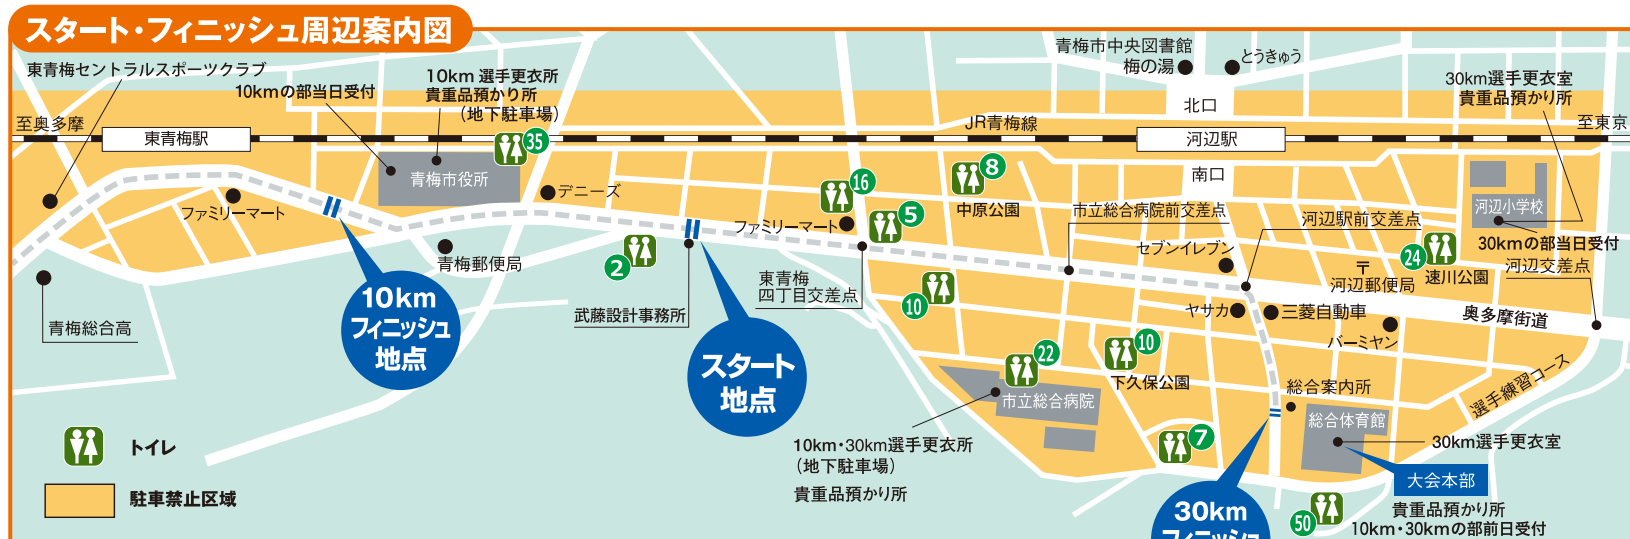 スタート・フィニッシュ周辺案内図
東青梅セントラルスポーツクラブ
10kmの部当日受付
10km 選手更衣所
貴重品預かり所
(地下駐車場)
青梅市中央図書館
梅の湯
とうきゅう
30km選手更衣室
貴重品預かり所
至奥多摩
東青梅駅
JR青梅線
北口
河辺駅
至東京
35
青梅市役所
デニーズ
16
8
南口
ファミリーマート
ファミリーマート
5
中原公園
市立総合病院前交差点
河辺駅前交差点
河辺小学校
30kmの部当日受付
青梅郵便局
2
セブンイレブン
24
速川公園
河辺交差点
〒
河辺郵便局
東青梅
四丁目交差点
10
青梅総合高
10km
フィニッシュ
地点
武藤設計事務所
ヤサカ
三菱自動車
奥多摩街道
バーミヤン
スタート
地点
22
10
下久保公園
選手練習コース
市立総合病院
総合案内所
総合体育館
トイレ
10km・30km選手更衣所
(地下駐車場)
貴重品預かり所
7
30km選手更衣室
大会本部
駐車禁止区域
30km
フィニッシュ
50
貴重品預かり所
10km・30kmの部前日受付